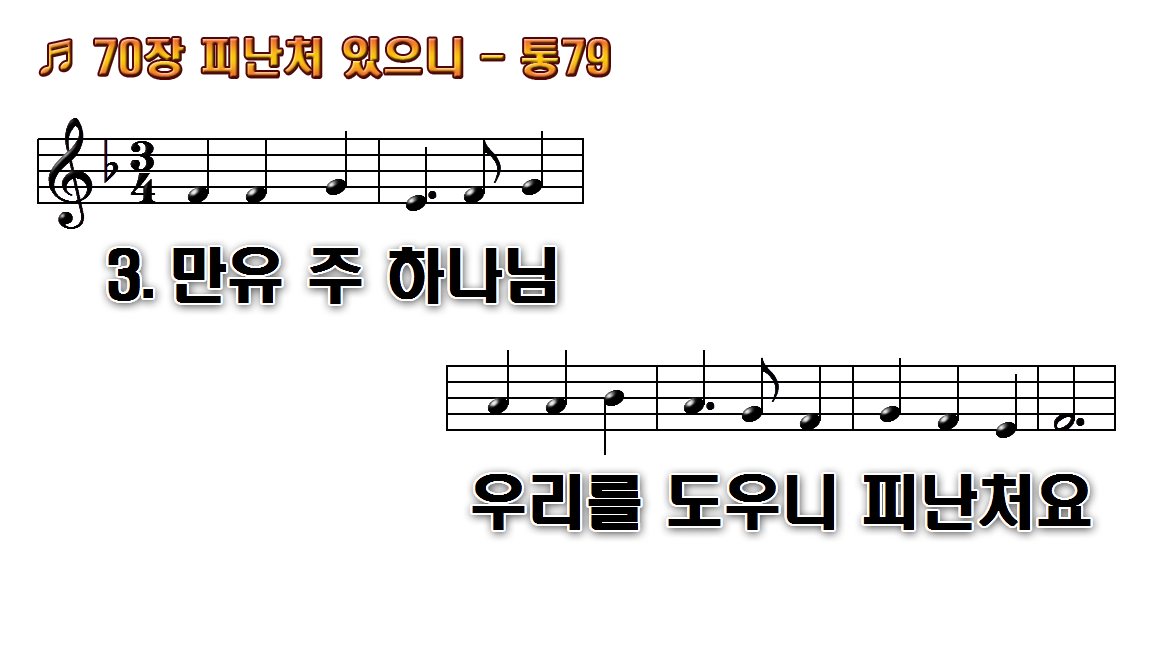 ♬ 70장 피난처 있으니 - 통79
3. 만유 주 하나님
우리를 도우니 피난처요